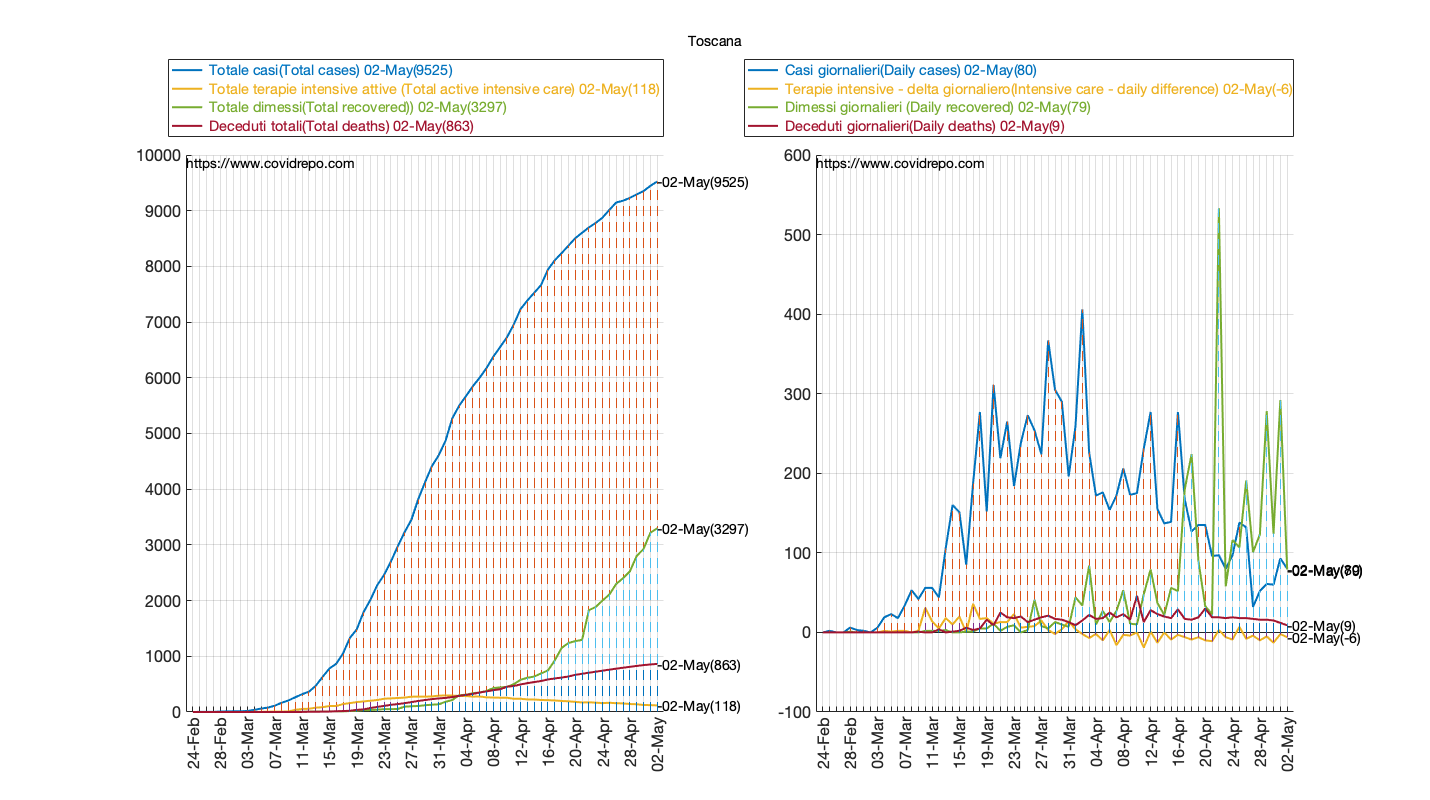 Toscana
Totale casi(Total cases) 02-May(9525)
Totale terapie intensive attive (Total active intensive care) 02-May(118)
Totale dimessi(Total recovered)) 02-May(3297)
Deceduti totali(Total deaths) 02-May(863)
https://www.covidrepo.com
10000
9000
8000
7000
6000
5000
4000
3000
2000
1000
0
02-May(9525)
02-May(3297)
02-May(863)
02-May(118)
24-Feb
28-Feb
03-Mar
07-Mar
11-Mar
15-Mar
19-Mar
23-Mar
27-Mar
31-Mar
04-Apr
08-Apr
12-Apr
16-Apr
20-Apr
24-Apr
28-Apr
02-May
Casi giornalieri(Daily cases) 02-May(80)
Terapie intensive - delta giornaliero(Intensive care - daily difference) 02-May(-6)
Dimessi giornalieri (Daily recovered) 02-May(79)
Deceduti giornalieri(Daily deaths) 02-May(9)
https://www.covidrepo.com
600
500
400
300
200
100
0
-100
02-May(9)
02-May(-6)
24-Feb
28-Feb
03-Mar
07-Mar
11-Mar
15-Mar
19-Mar
23-Mar
27-Mar
31-Mar
04-Apr
08-Apr
12-Apr
16-Apr
20-Apr
24-Apr
28-Apr
02-May